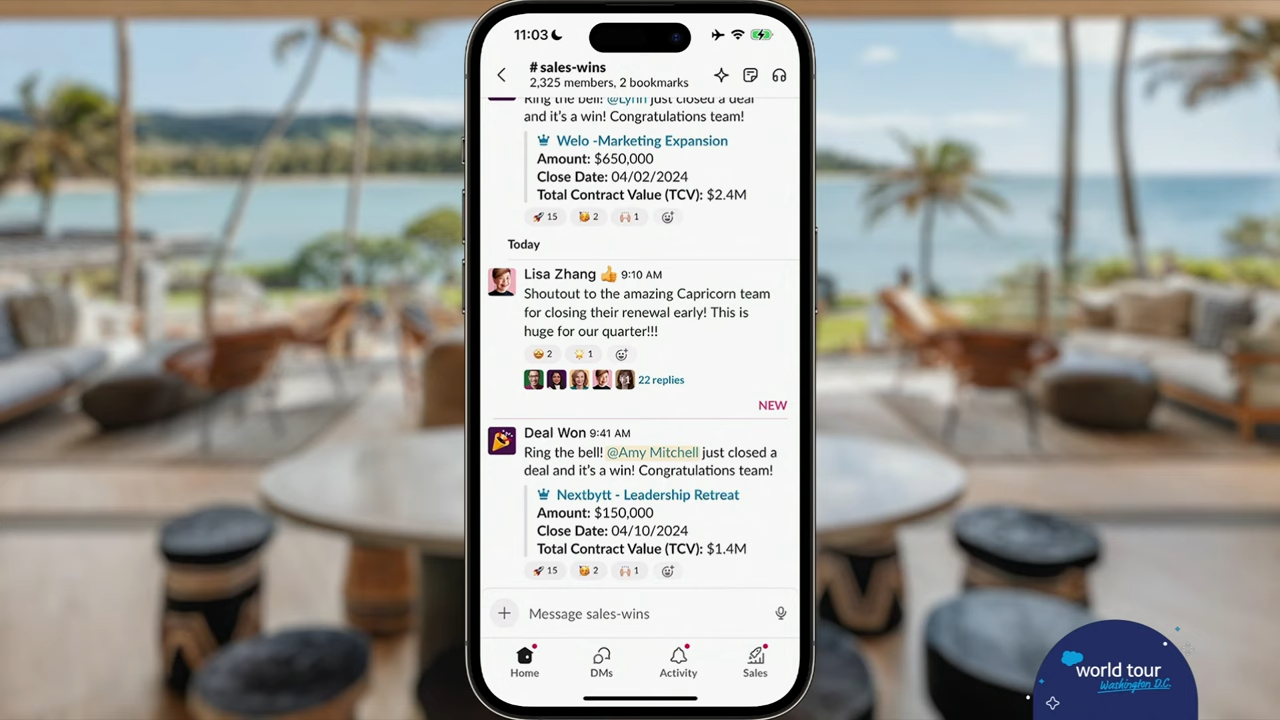 11:03
# sales-wins
2,325 members, 2 bookmarks
Ring the bell! @Lynn just closed a deal
and it's a win! Congratulations team!
Welo -Marketing Expansion
Amount: $650,000
Close Date: 04/02/2024
Total Contract Value (TCV): $2.4M
15 2 1
Today
Lisa Zhang 9:10 AM
Shoutout to the amazing Capricorn team
for closing their renewal early! This is
huge for our quarter!!!
2 1
22 replies
NEW
Deal Won 9:41 AM
Ring the bell! @Amy Mitchell just closed a
deal and it's a win! Congratulations team!
Nextbytt - Leadership Retreat
Amount: $150,000
Close Date: 04/10/2024
Total Contract Value (TCV): $1.4M
15 2 1
Message sales-wins
Home DMs Activity Sales
world tour
Washington D.C.